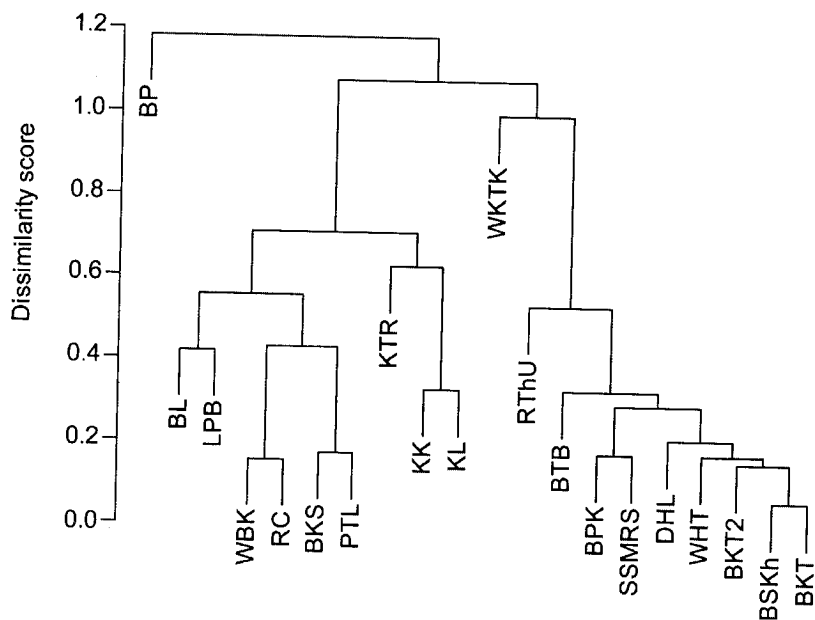 Dissimilarity score
1.2
1.0
0.8
0.6
0.4
0.2
0.0
BP
BL
LPB
WBK
RC
BKS
PTL
KTR
KK
KL
WKTK
RThU
BTB
BPK
SSMRS
DHL
WHT
BKT2
BSKh
BKT